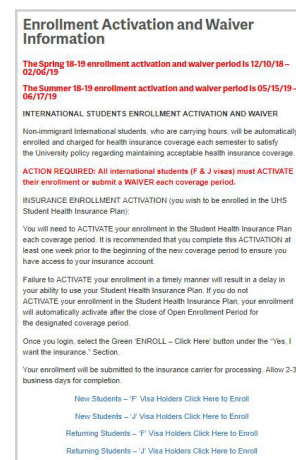 Enrollment Activation and Waiver
Information
The Spring 18-19 enrollment activation and waiver period is 12/10/18 –
02/06/19
The Summer 18-19 enrollment activation and waiver period is 05/15/19 -
06/17/19
INTERNATIONAL STUDENTS ENROLLMENT ACTIVATION AND WAIVER
Non-immigrant International students, who are carrying hours, will be automatically
enrolled and charged for health insurance coverage each semester to satisfy
the University policy regarding maintaining acceptable health insurance coverage.
ACTION REQUIRED: All international students (F & J visas) must ACTIVATE
their enrollment or submit a WAIVER each coverage period.
INSURANCE ENROLLMENT ACTIVATION (you wish to be enrolled in the UHS
Student Health Insurance Plan):
You will need to ACTIVATE your enrollment in the Student Health Insurance Plan
each coverage period. It is recommended that you complete this ACTIVATION at
least one week prior to the beginning of the new coverage period to ensure you
have access to your insurance account.
Failure to ACTIVATE your enrollment in a timely manner will result in a delay in
your ability to use your Student Health Insurance Plan. If you do not
ACTIVATE your enrollment in the Student Health Insurance Plan, your enrollment
will automatically activate after the close of Open Enrollment Period for
the designated coverage period.
Once you login, select the Green 'ENROLL – Click Here' button under the "Yes, I
want the insurance." Section.
Your enrollment will be submitted to the insurance carrier for processing. Allow 2-3
business days for completion.
New Students – 'F' Visa Holders Click Here to Enroll
New Students – 'J' Visa Holders Click Here to Enroll
Returning Students – 'F' Visa Holders Click Here to Enroll
Returning Students – 'J' Visa Holders Click Here to Enroll